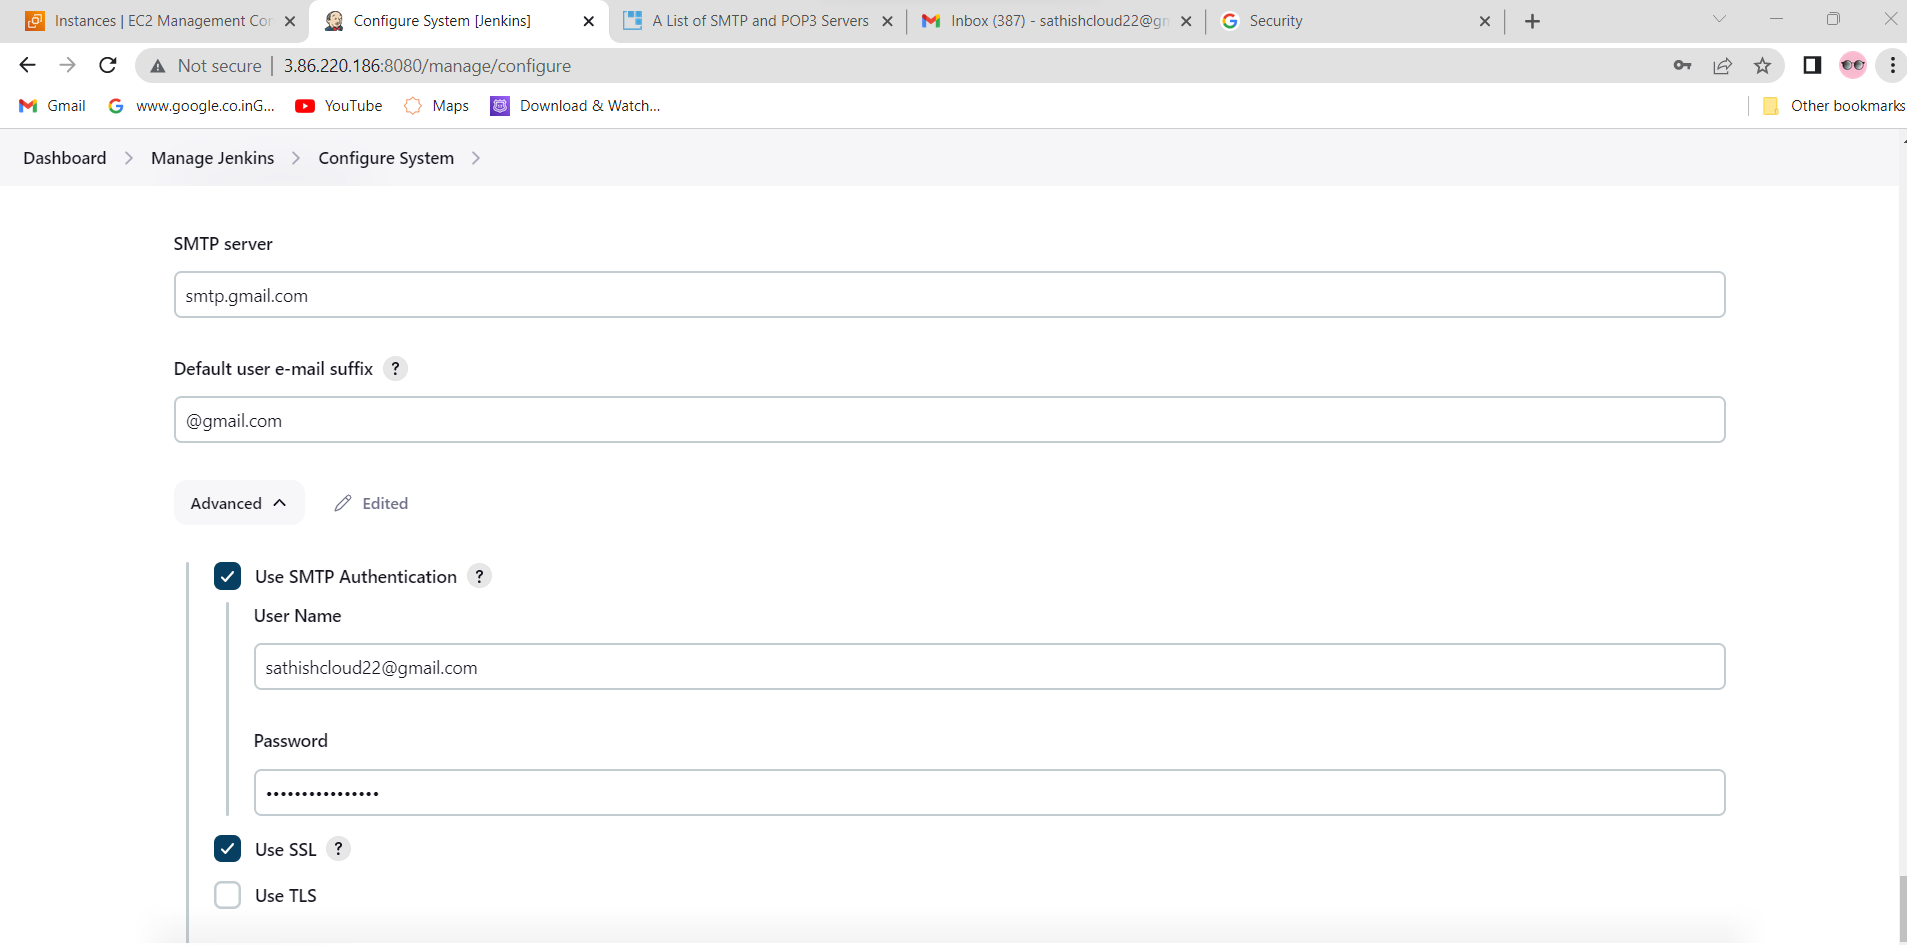 Instances | EC2 Management Con
Configure System [Jenkins]
A List of SMTP and POP3 Servers
Inbox (387) - sathishcloud22@gm
Security
Not secure | 3.86.220.186:8080/manage/configure
Gmail
www.google.co.inG...
YouTube
Maps
Download & Watch...
Other bookmarks
Dashboard
Manage Jenkins
Configure System
SMTP server
smtp.gmail.com
Default user e-mail suffix ?
@gmail.com
Advanced
Edited
Use SMTP Authentication ?
User Name
sathishcloud22@gmail.com
Password
••••••••••••••••
Use SSL ?
Use TLS